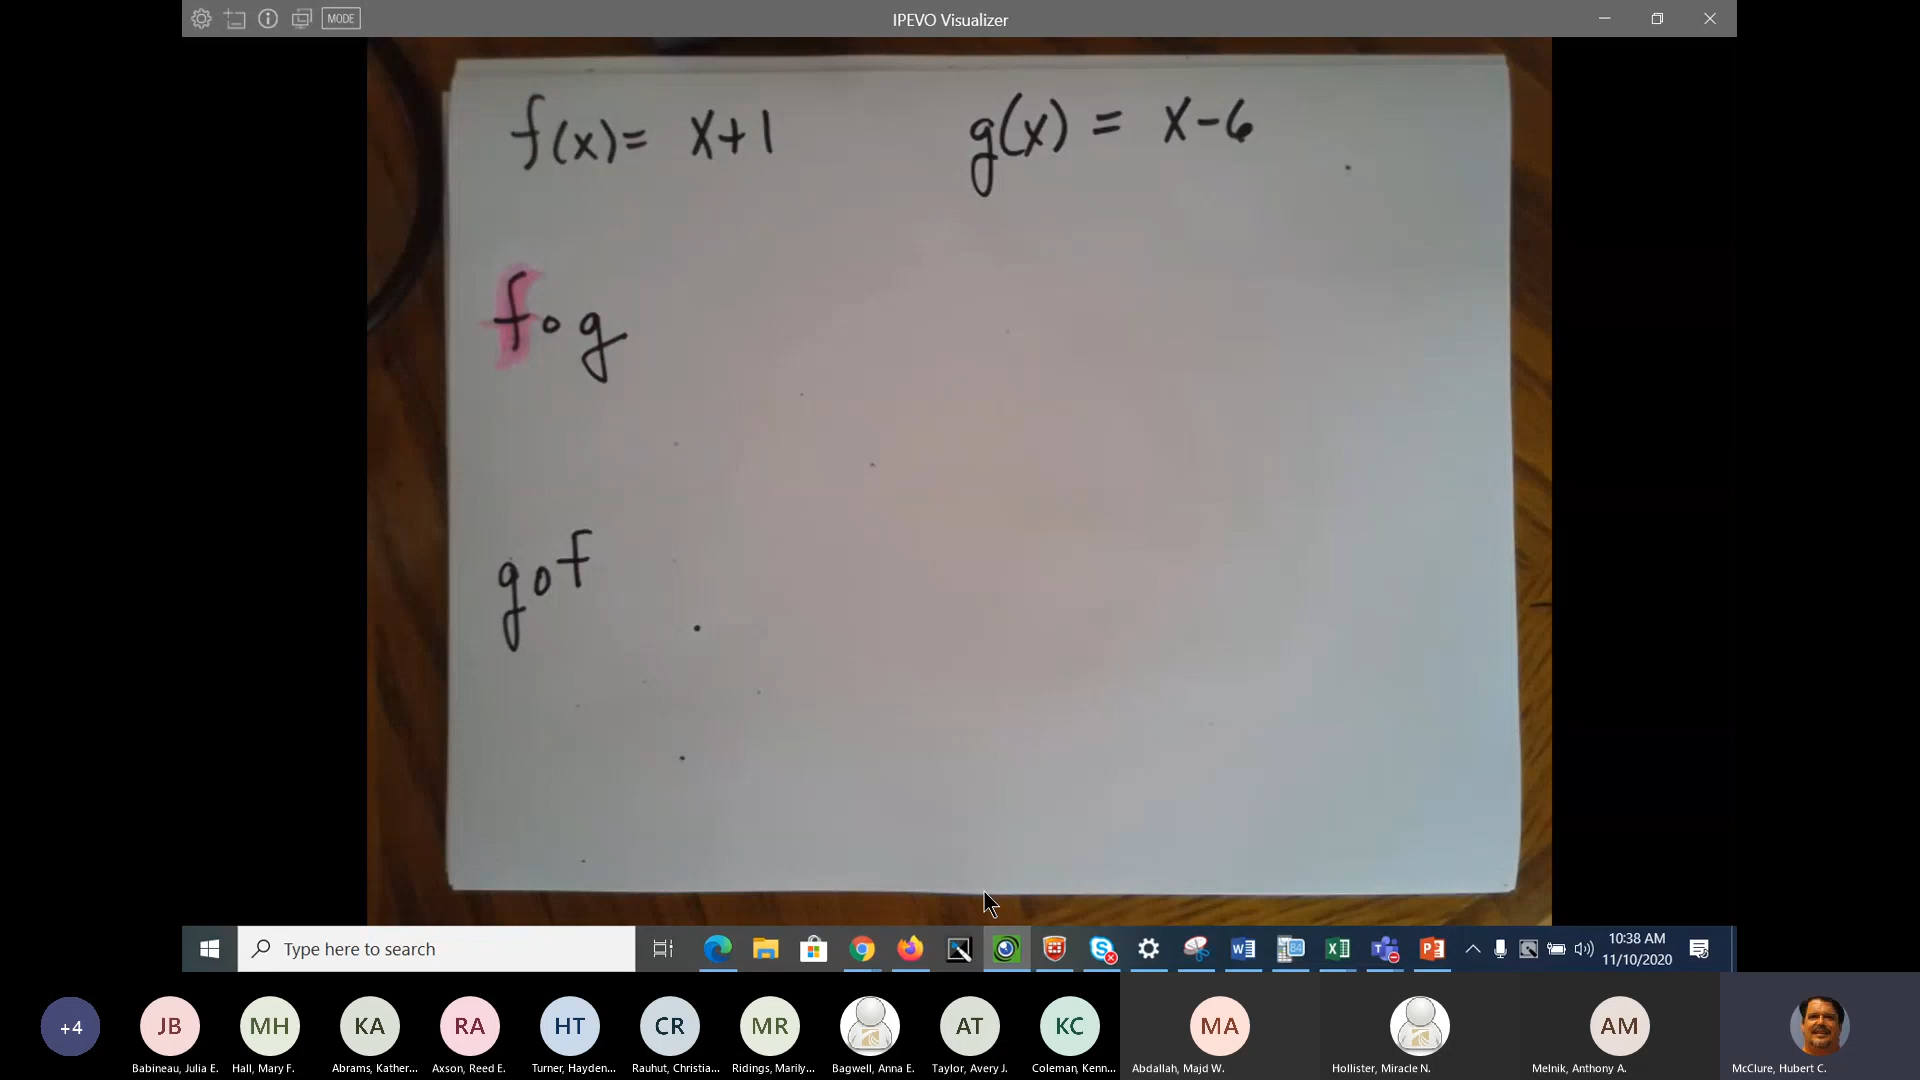 MODE
IPEVO Visualizer
f(x)= x+1
g(x) = x-6
f∘g
g∘f
Type here to search
84
10:38 AM
11/10/2020
+4
JB
MH
KA
RA
HT
CR
MR
AT
KC
MA
AM
Babineau, Julia E.
Hall, Mary F.
Abrams, Kather...
Axson, Reed E.
Turner, Hayden...
Rauhut, Christia...
Ridings, Marily...
Bagwell, Anna E.
Taylor, Avery J.
Coleman, Kenn...
Abdallah, Majd W.
Hollister, Miracle N.
Melnik, Anthony A.
McClure, Hubert C.